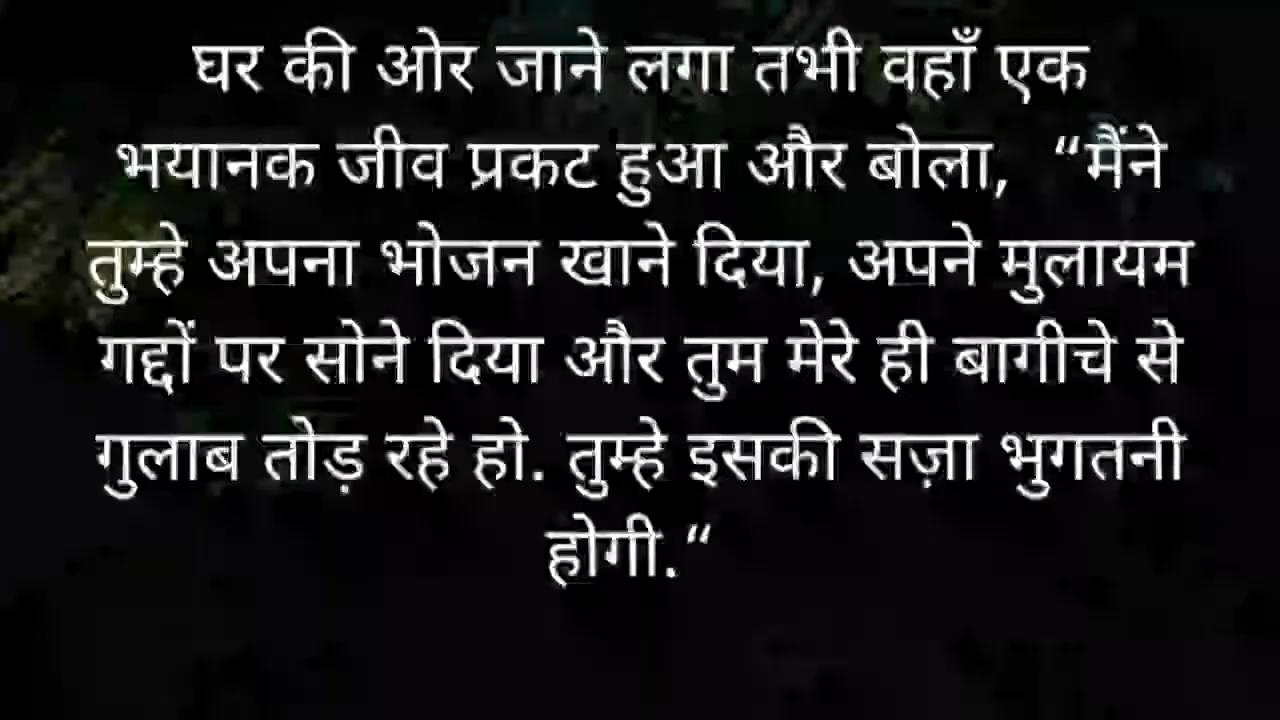 घर की ओर जाने लगा तभी वहाँ एक
भयानक जीव प्रकट हुआ और बोला, “मैंने
तुम्हे अपना भोजन खाने दिया, अपने मुलायम
गद्दों पर सोने दिया और तुम मेरे ही बागीचे से
गुलाब तोड़ रहे हो. तुम्हे इसकी सज़ा भुगतनी
होगी.“